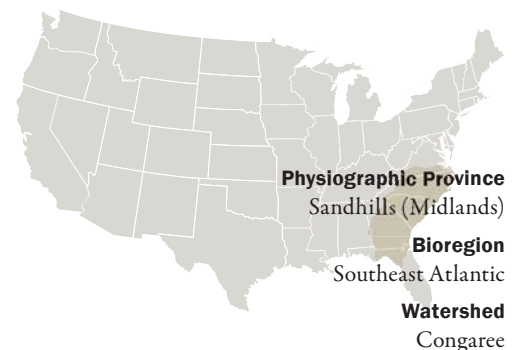 Physiographic Province
Sandhills (Midlands)
Bioregion
Southeast Atlantic
Watershed
Congaree